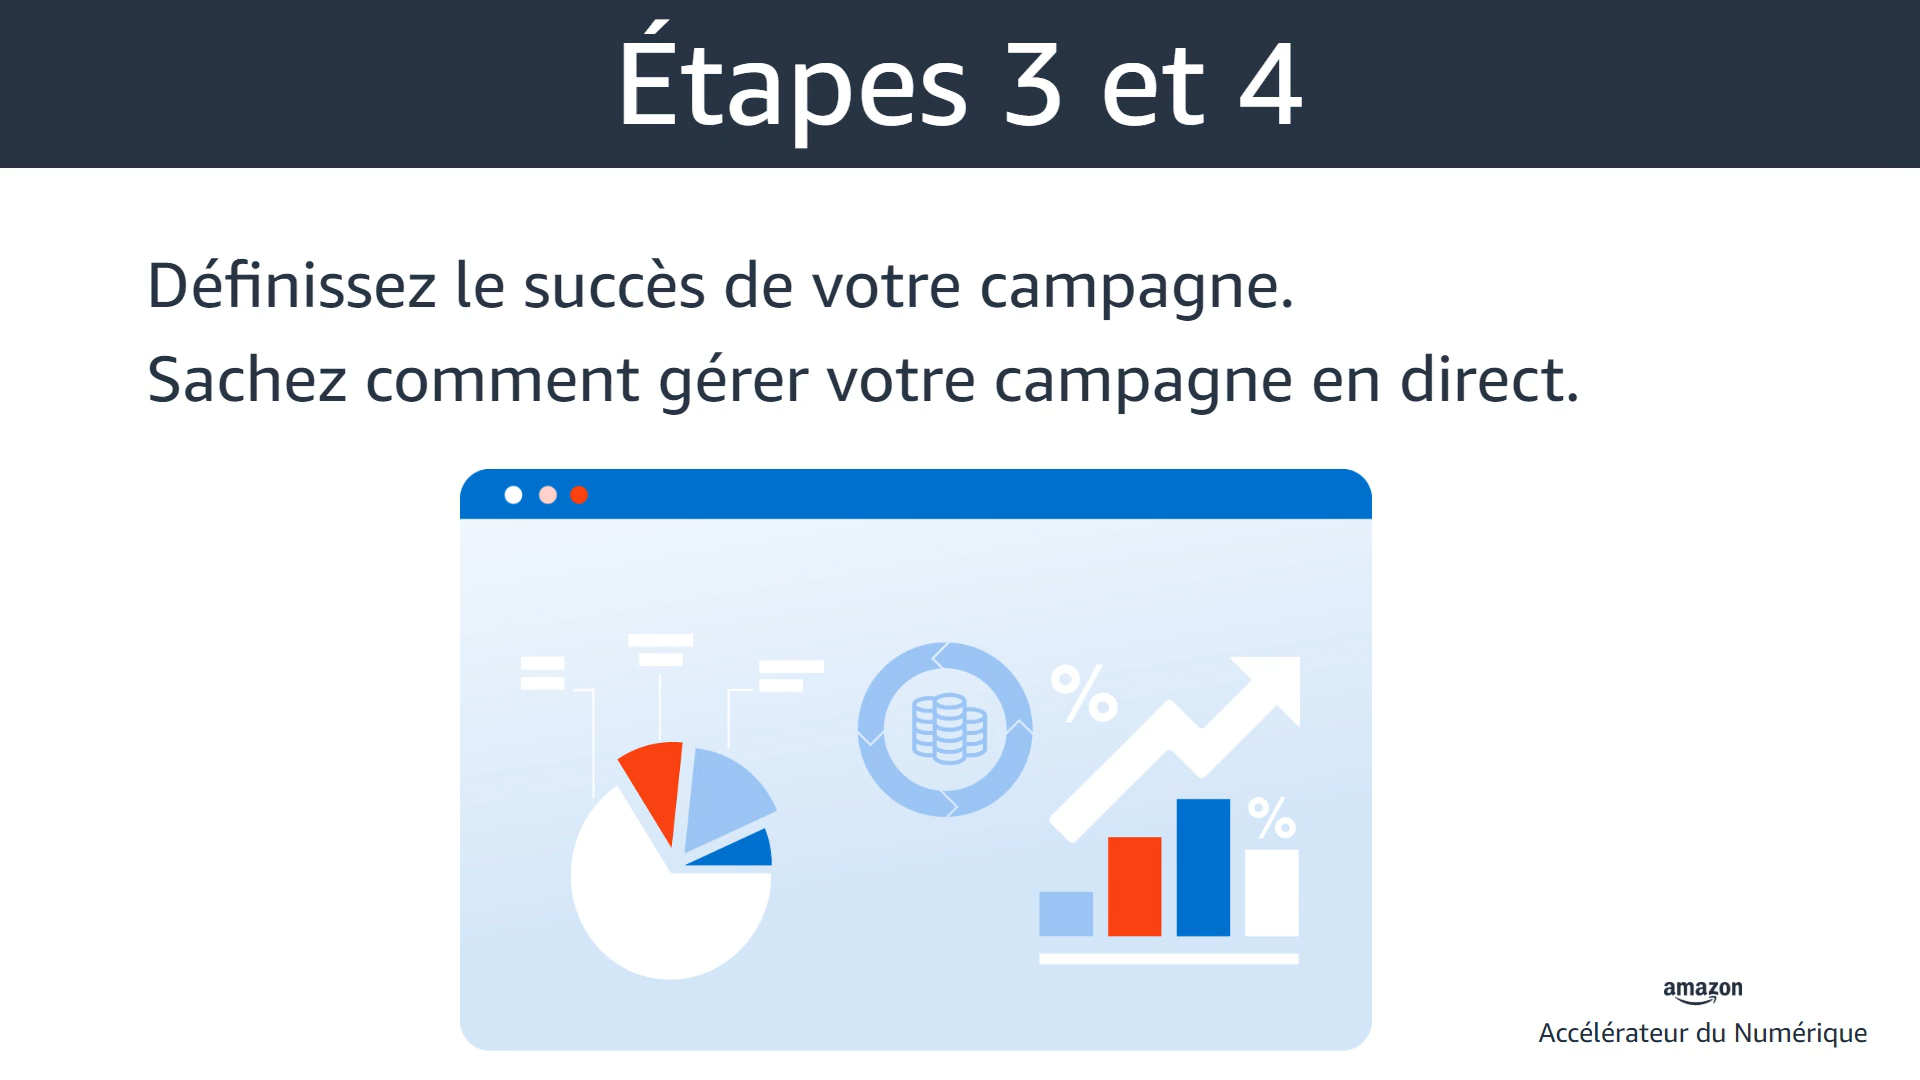 Étapes 3 et 4
Définissez le succès de votre campagne.
Sachez comment gérer votre campagne en direct.
%
%
amazon
Accélérateur du Numérique